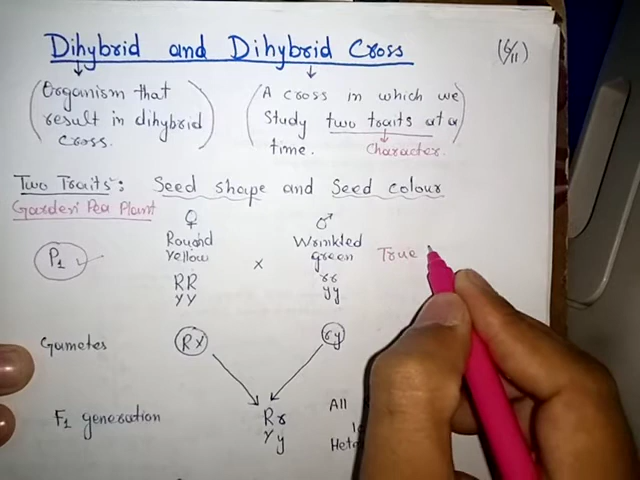 Dihybrid and Dihybrid Cross
(6/11)
(Organism that
result in dihybrid
cross.)
(A cross in which we
study two traits at a
time.)
Character.
Two Traits: Seed shape and Seed colour
Garden Pea Plant
♀ ♂
P1 Round Yellow × Wrinkled green True
RR rr
YY yy
Gametes RY ry
F1 generation Rr
Yy
All
Hete